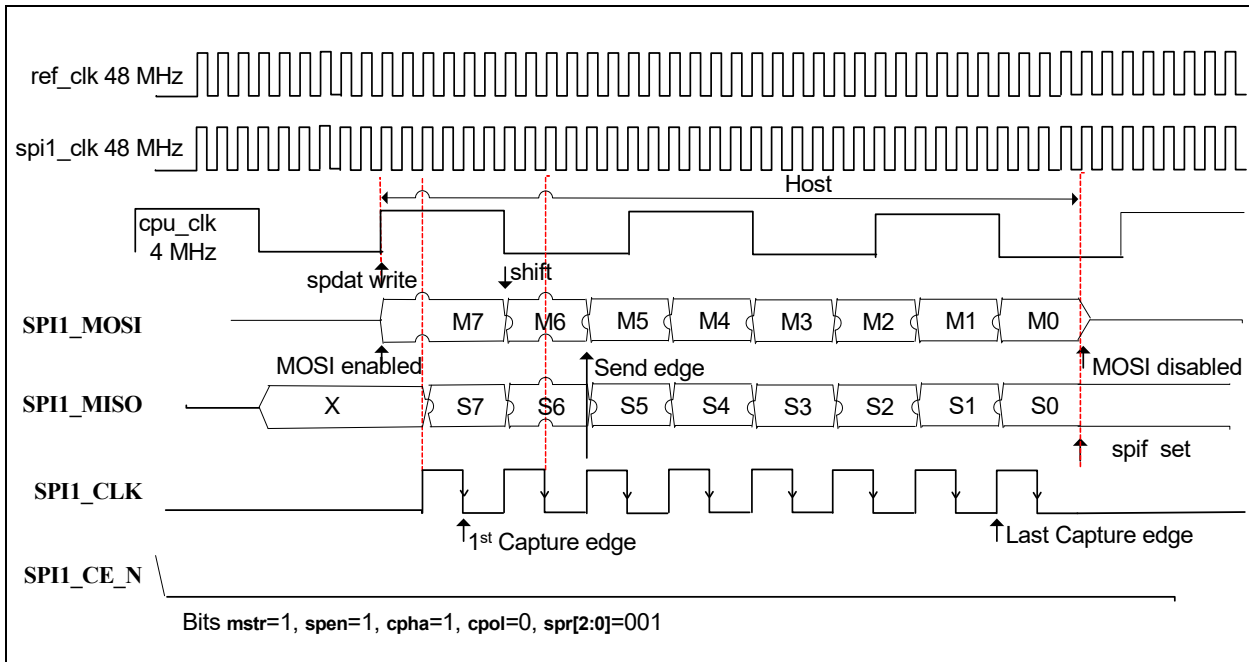 ref_clk 48 MHz
spi1_clk 48 MHz
Host
cpu_clk
4 MHz
spdat write
shift
SPI1_MOSI
M7 M6 M5 M4 M3 M2 M1 M0
MOSI enabled
Send edge
MOSI disabled
SPI1_MISO
X S7 S6 S5 S4 S3 S2 S1 S0
spif set
SPI1_CLK
1st Capture edge
Last Capture edge
SPI1_CE_N
Bits mstr=1, spen=1, cpha=1, cpol=0, spr[2:0]=001